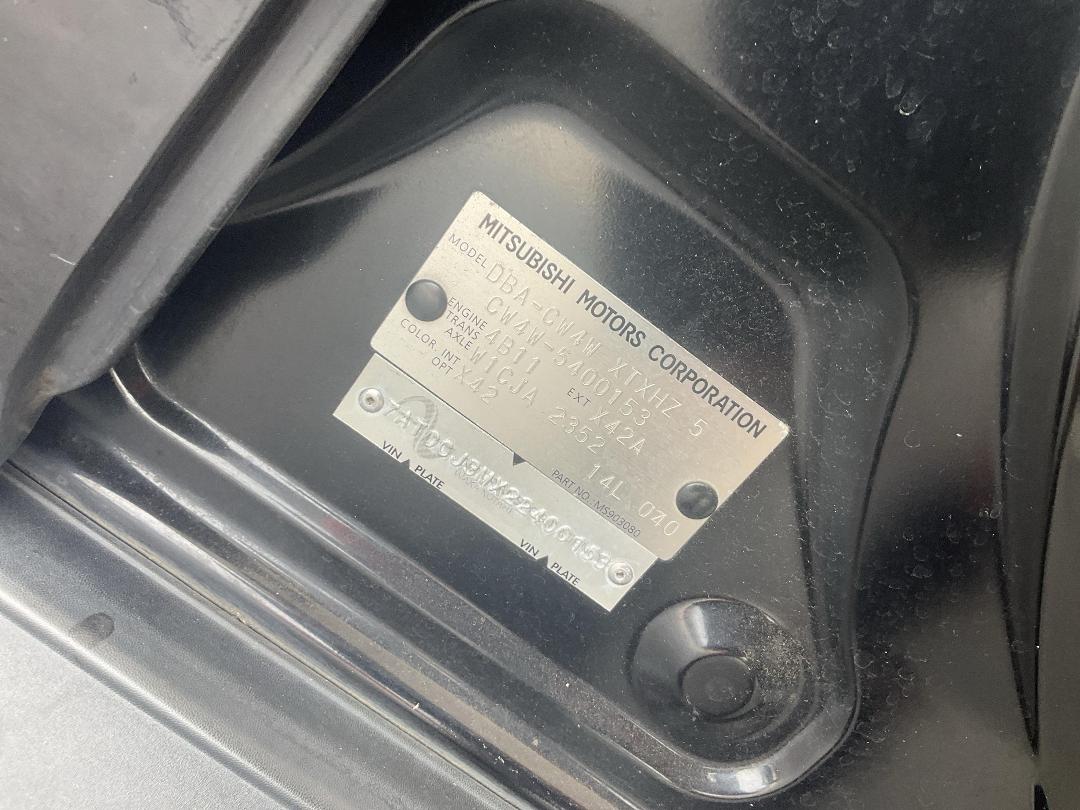 MITSUBISHI MOTORS CORPORATION
MODEL DBA-CW4W XTXHZ 5
CW4W-5400153
ENGINE 4B11 EXT X42A
TRANS AXLE W1CJA 2352 14L 040
COLOR, INT OPT X42
PART NO. MS903080
VIN PLATE VIN PLATE